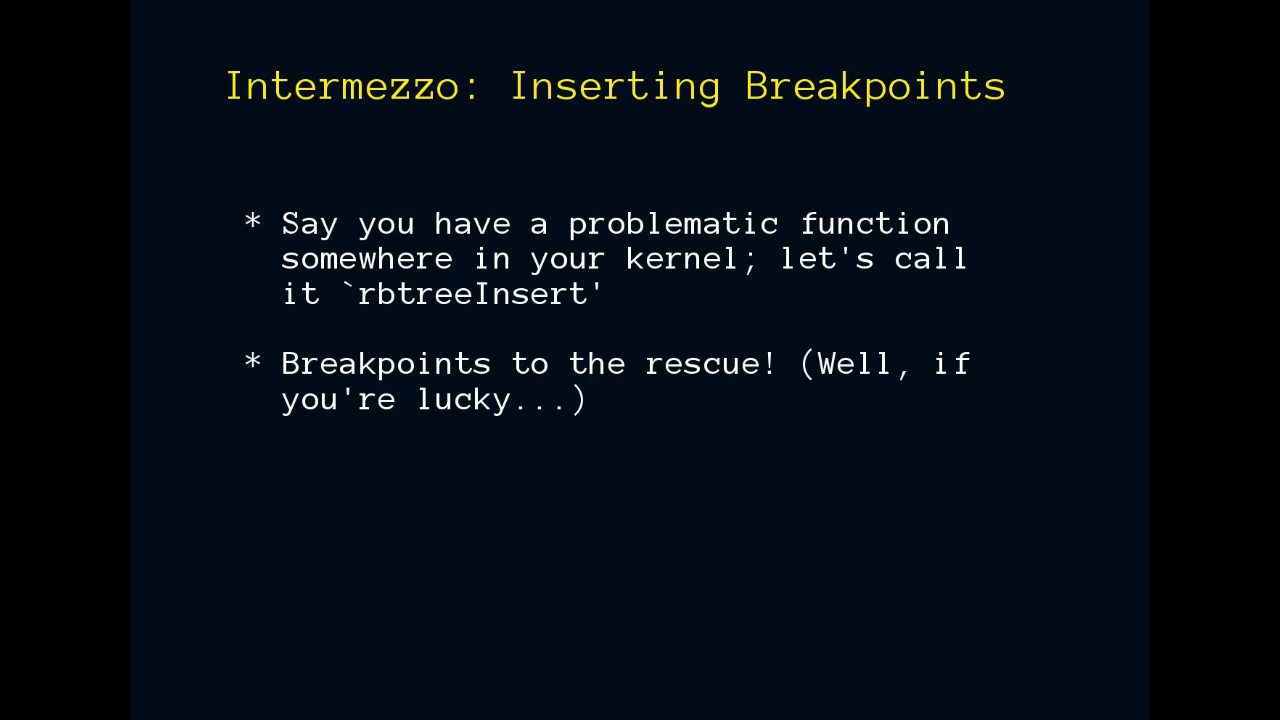 Intermezzo: Inserting Breakpoints
* Say you have a problematic function
somewhere in your kernel; let's call
it `rbtreeInsert'
* Breakpoints to the rescue! (Well, if
you're lucky...)